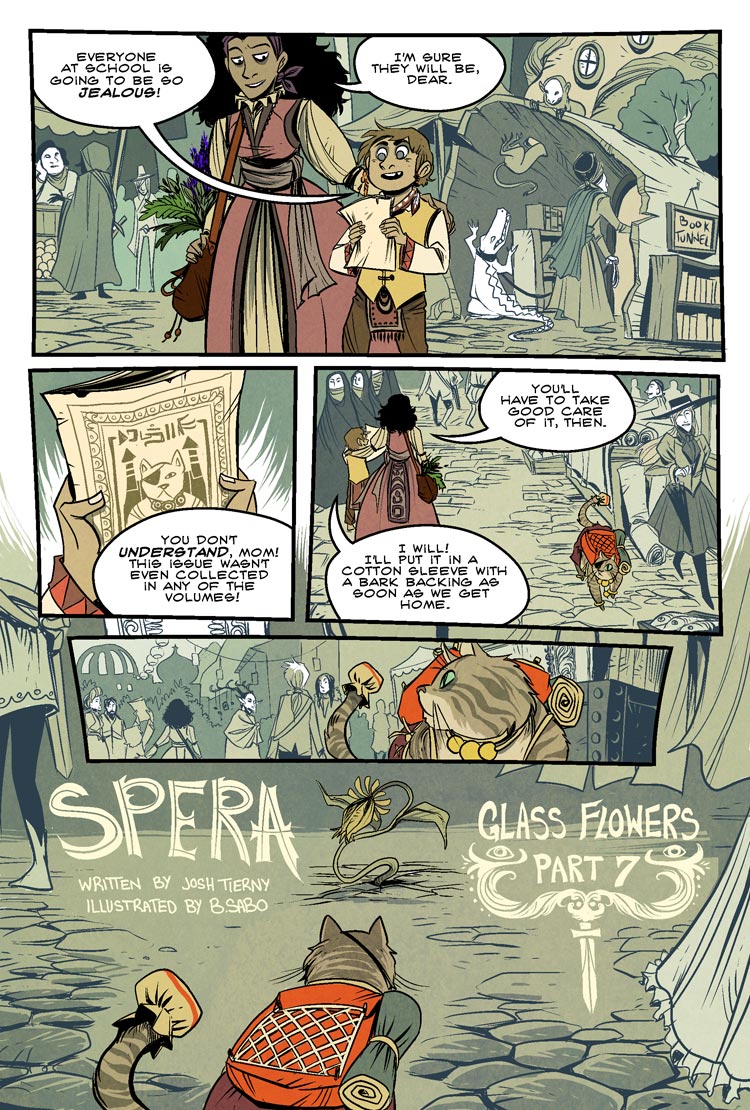 EVERYONE
AT SCHOOL IS
GOING TO BE SO
JEALOUS!
I'M SURE
THEY WILL BE,
DEAR.
BOOK
TUNNEL
YOU DON'T
UNDERSTAND, MOM!
THIS ISSUE WASN'T
EVEN COLLECTED
IN ANY OF THE
VOLUMES!
YOU'LL
HAVE TO TAKE
GOOD CARE
OF IT, THEN.
I WILL!
I'LL PUT IT IN A
COTTON SLEEVE WITH
A BARK BACKING AS
SOON AS WE GET
HOME.
SPERA
WRITTEN BY JOSH TIERNY
ILLUSTRATED BY B.SABO
GLASS FLOWERS
PART 7